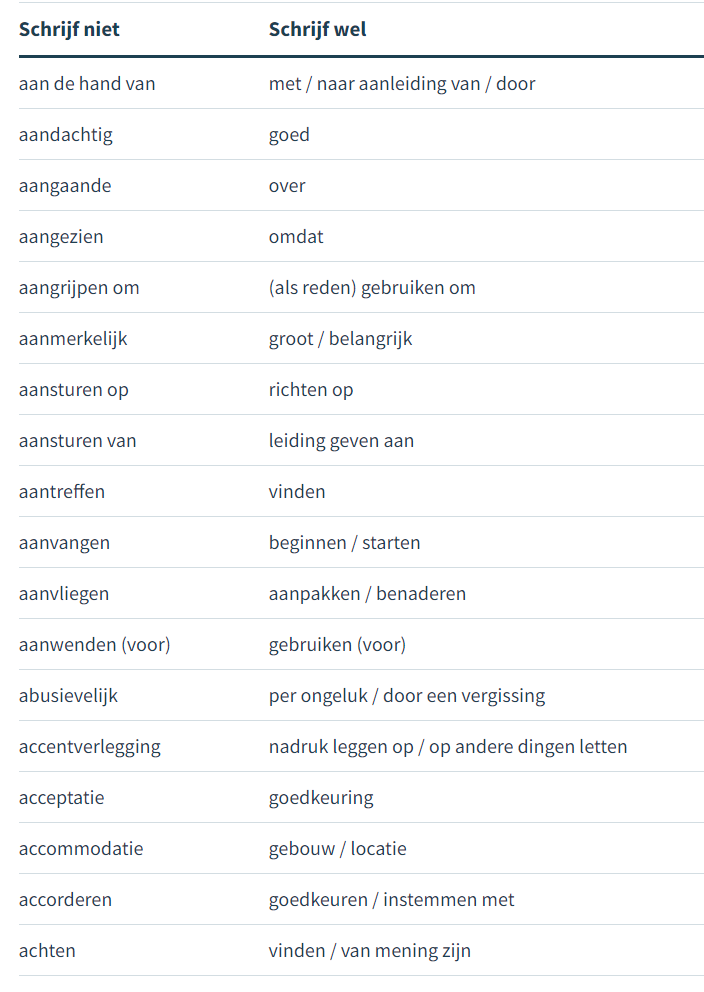 Schrijf niet Schrijf wel
aan de hand van met / naar aanleiding van / door
aandachtig goed
aangaande over
aangezien omdat
aangrijpen om (als reden) gebruiken om
aanmerkelijk groot / belangrijk
aansturen op richten op
aansturen van leiding geven aan
aantreffen vinden
aanvangen beginnen / starten
aanvliegen aanpakken / benaderen
aanwenden (voor) gebruiken (voor)
abusievelijk per ongeluk / door een vergissing
accentverlegging nadruk leggen op / op andere dingen letten
acceptatie goedkeuring
accommodatie gebouw / locatie
accorderen goedkeuren / instemmen met
achten vinden / van mening zijn